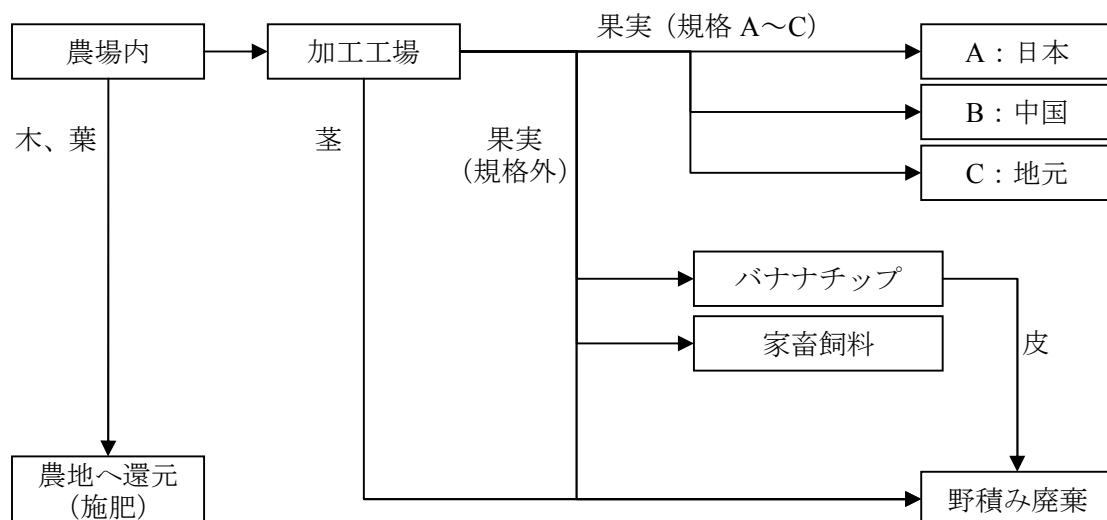 果実（規格 A～C）
農場内
加工工場
A：日本
B：中国
C：地元
木、葉
茎
果実
（規格外）
バナナチップ
家畜飼料
皮
農地へ還元
（施肥）
野積み廃棄